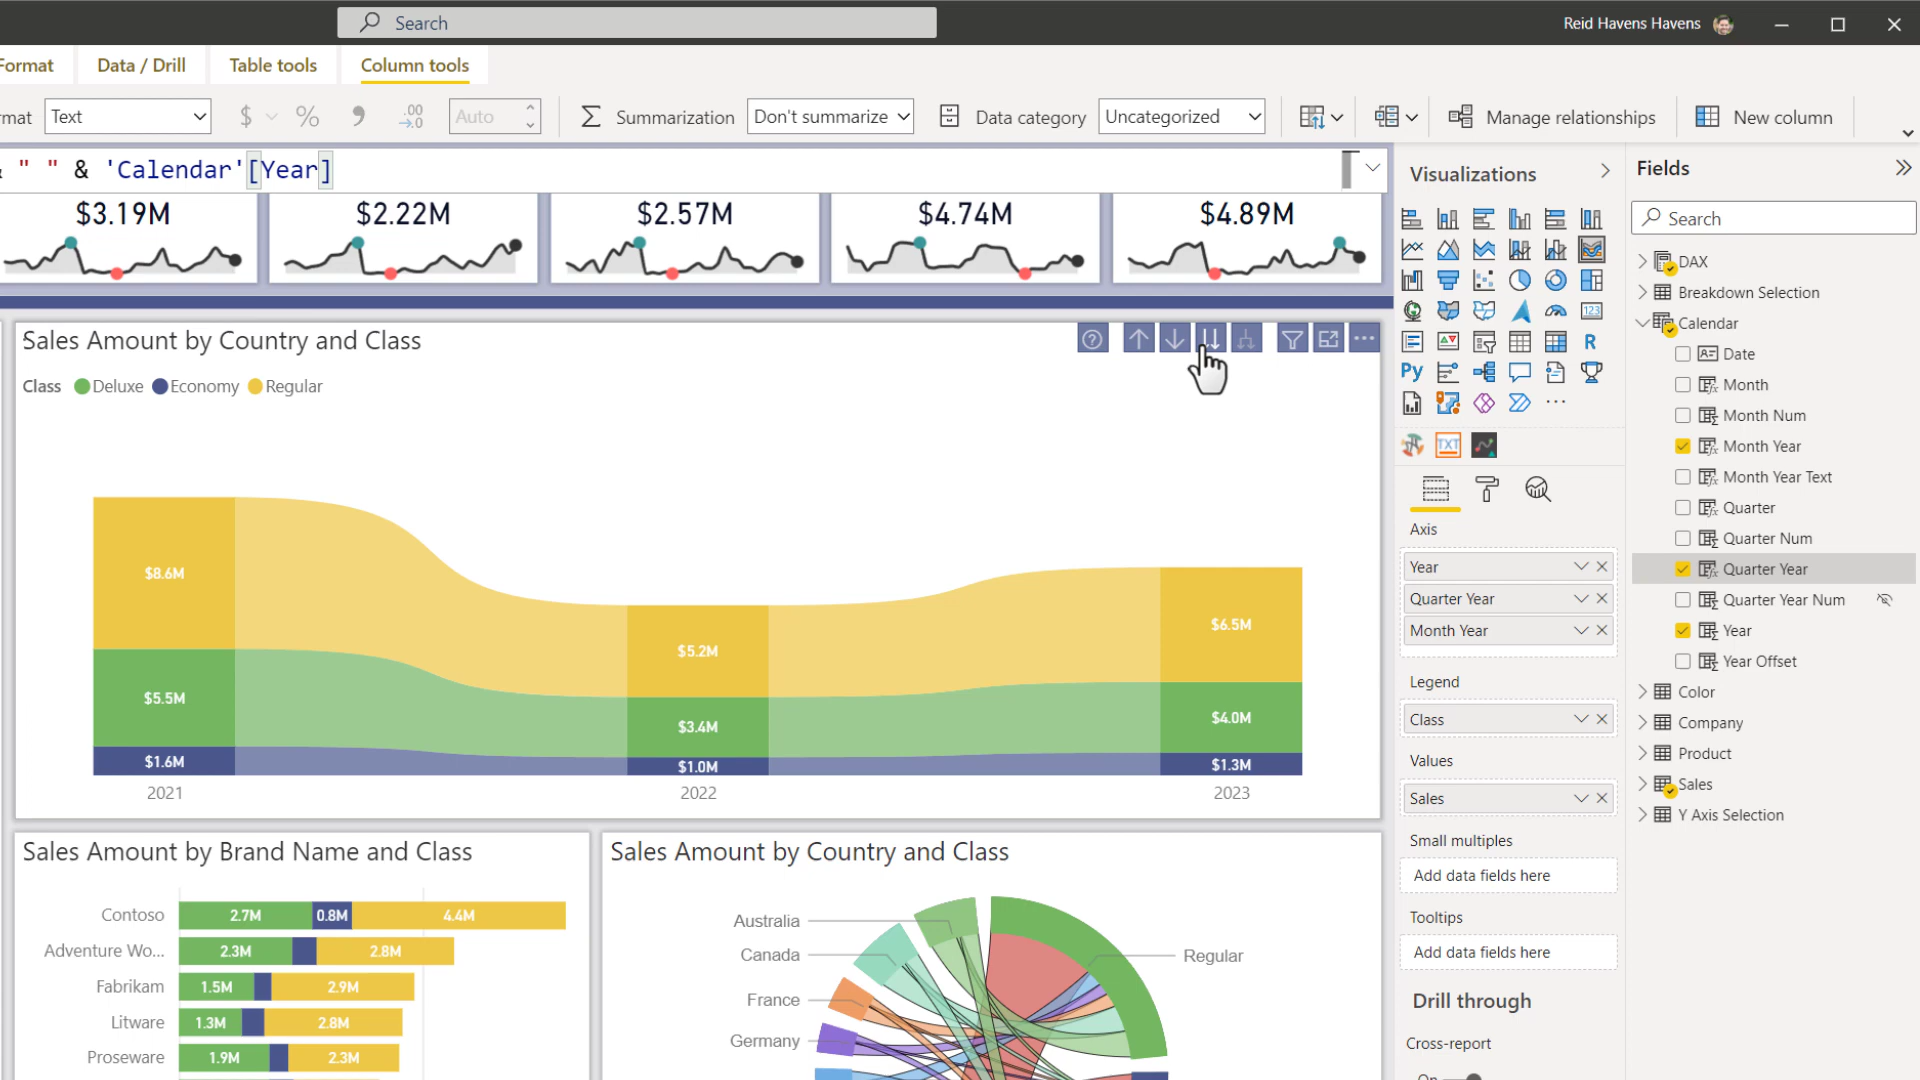 Search
Reid Havens Havens
Format
Data / Drill
Table tools
Column tools
mat
Text
$
%
Auto
Summarization
Don't summarize
Data category
Uncategorized
Manage relationships
New column
& " " & 'Calendar'[Year]
$3.19M
$2.22M
$2.57M
$4.74M
$4.89M
Sales Amount by Country and Class
Class Deluxe Economy Regular
$8.6M
$5.5M
$1.6M
$5.2M
$3.4M
$1.0M
$6.5M
$4.0M
$1.3M
2021
2022
2023
Sales Amount by Brand Name and Class
Contoso
2.7M
0.8M
4.4M
Adventure Wo...
2.3M
2.8M
Fabrikam
1.5M
2.9M
Litware
1.3M
2.8M
Proseware
1.9M
2.3M
Sales Amount by Country and Class
Australia
Canada
France
Germany
Regular
Visualizations
123
R
Py
TXT
Axis
Year
Quarter Year
Month Year
Legend
Class
Values
Sales
Small multiples
Add data fields here
Tooltips
Add data fields here
Drill through
Cross-report
On
Fields
Search
DAX
Breakdown Selection
Calendar
Date
Month
Month Num
Month Year
Month Year Text
Quarter
Quarter Num
Quarter Year
Quarter Year Num
Year
Year Offset
Color
Company
Product
Sales
Y Axis Selection